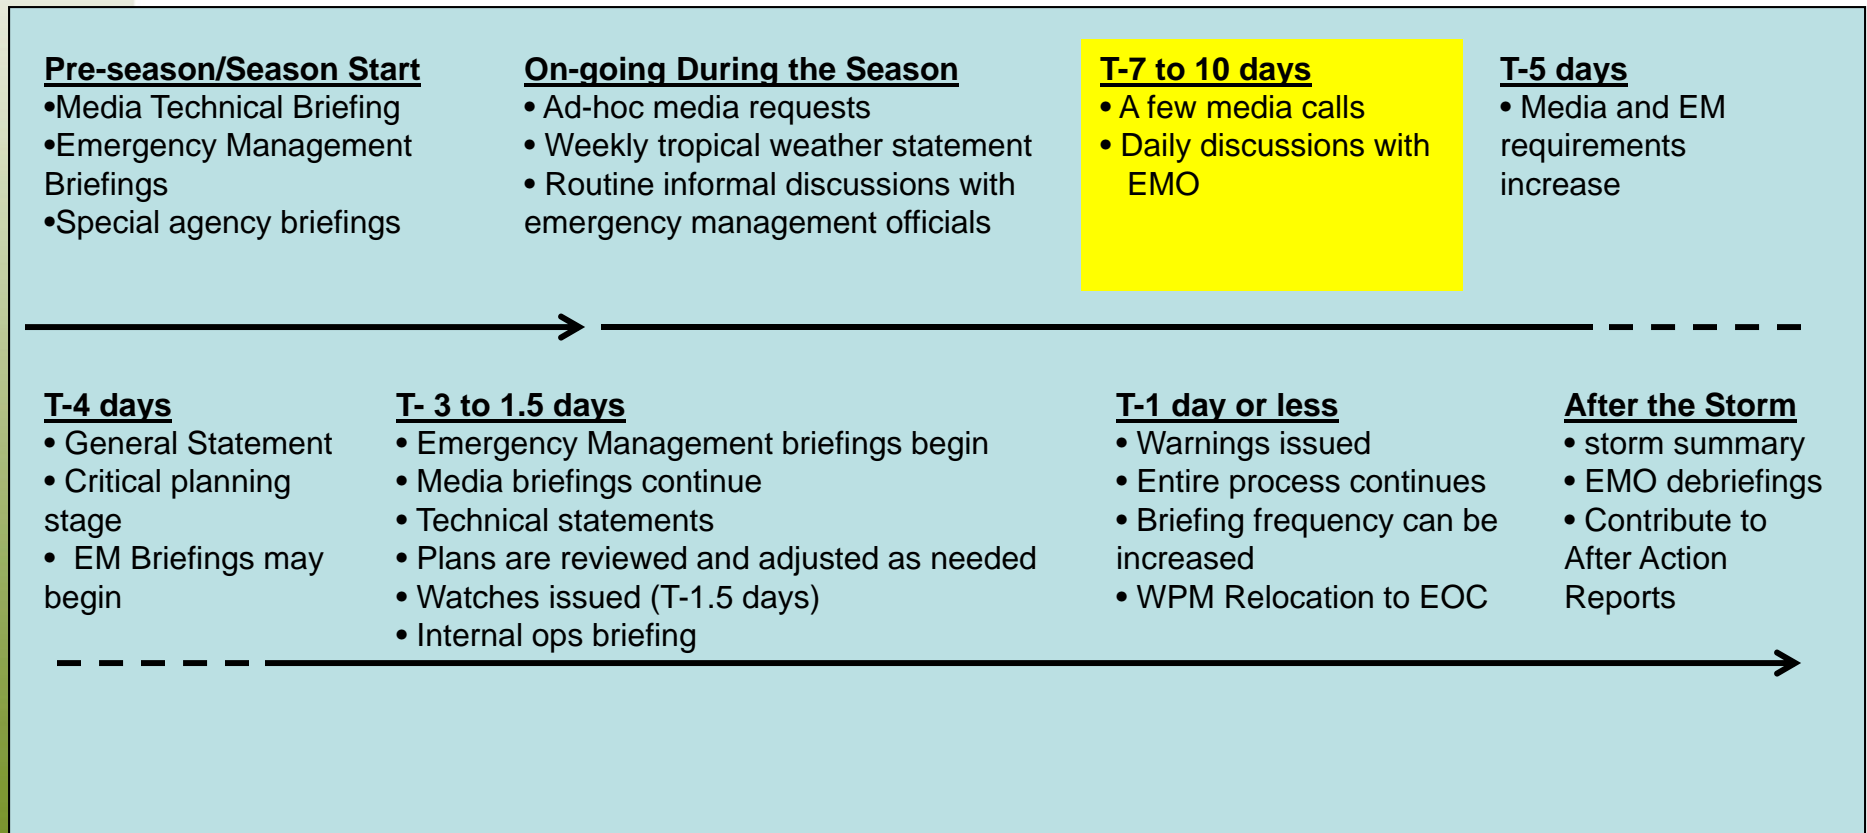 Pre-season/Season Start
•Media Technical Briefing
•Emergency Management
Briefings
•Special agency briefings
On-going During the Season
• Ad-hoc media requests
• Weekly tropical weather statement
• Routine informal discussions with
emergency management officials
T-7 to 10 days
• A few media calls
• Daily discussions with
EMO
T-5 days
• Media and EM
requirements
increase
T-4 days
• General Statement
• Critical planning
stage
• EM Briefings may
begin
T- 3 to 1.5 days
• Emergency Management briefings begin
• Media briefings continue
• Technical statements
• Plans are reviewed and adjusted as needed
• Watches issued (T-1.5 days)
• Internal ops briefing
T-1 day or less
• Warnings issued
• Entire process continues
• Briefing frequency can be
increased
• WPM Relocation to EOC
After the Storm
• storm summary
• EMO debriefings
• Contribute to
After Action
Reports